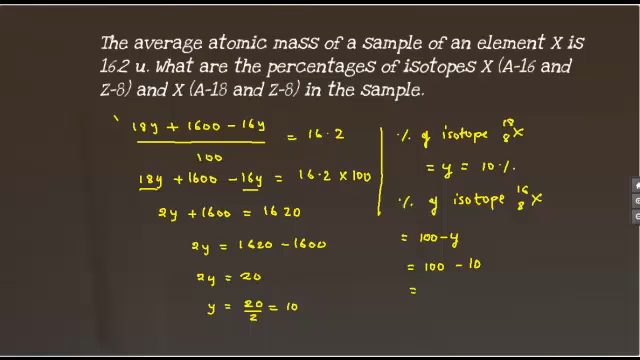 The average atomic mass of a sample of an element X is
16.2 u. What are the percentages of isotopes X (A-16 and
Z-8) and X (A-18 and Z-8) in the sample.
18y + 1600 - 16y
100
= 16.2
18y + 1600 - 16y = 16.2 x 100
2y + 1600 = 1620
2y = 1620 - 1600
2y = 20
y = 20/2 = 10
% of isotope 18 8 X
= y = 10%.
% of isotope 16 8 X
= 100 - y
= 100 - 10
=